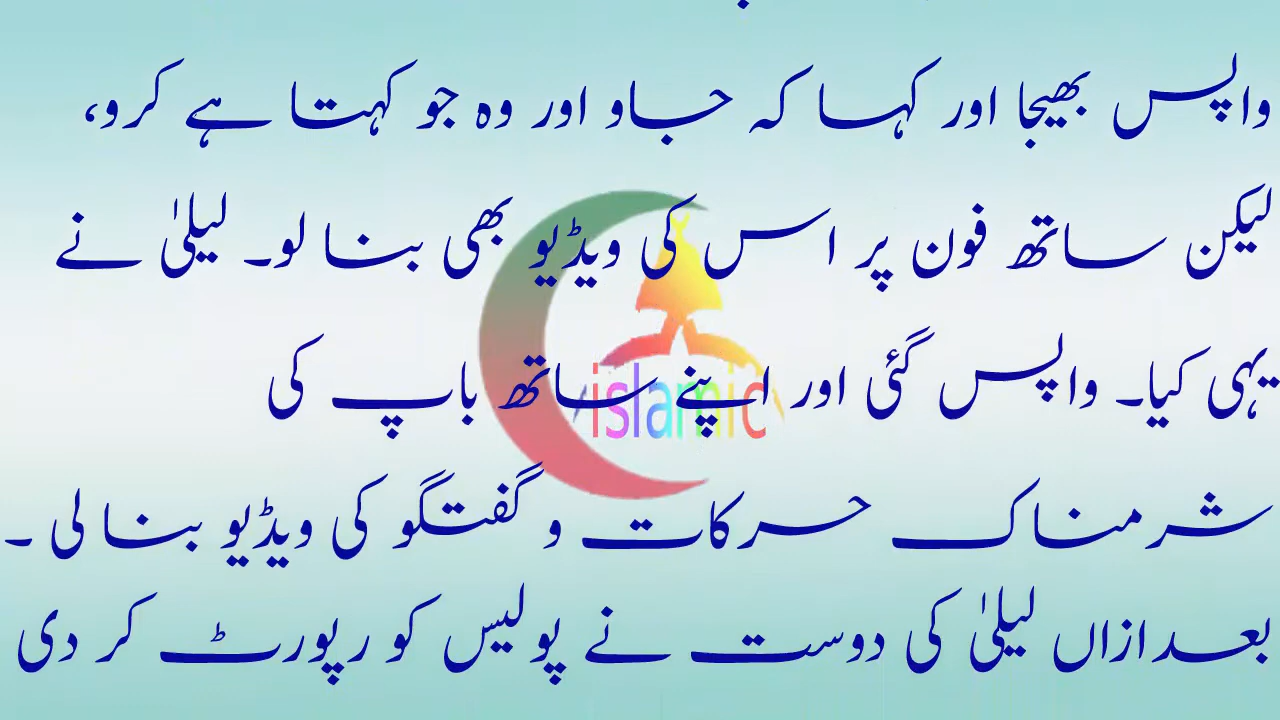 واپس بھیجا اور کہا کہ جاو اور وہ جو کہتا ہے کرو،
لیکن ساتھ فون پر اس کی ویڈیو بھی بنا لو۔ لیلیٰ نے
یہی کیا۔ واپس گئی اور اپنے ساتھ باپ کی
islamic
شرمناک حرکات و گفتگو کی ویڈیو بنا لی ۔
بعدازاں لیلیٰ کی دوست نے پولیس کو رپورٹ کر دی